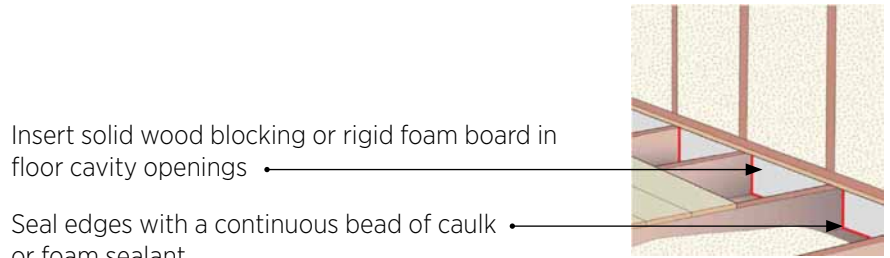 Insert solid wood blocking or rigid foam board in
floor cavity openings
Seal edges with a continuous bead of caulk
or foam sealant